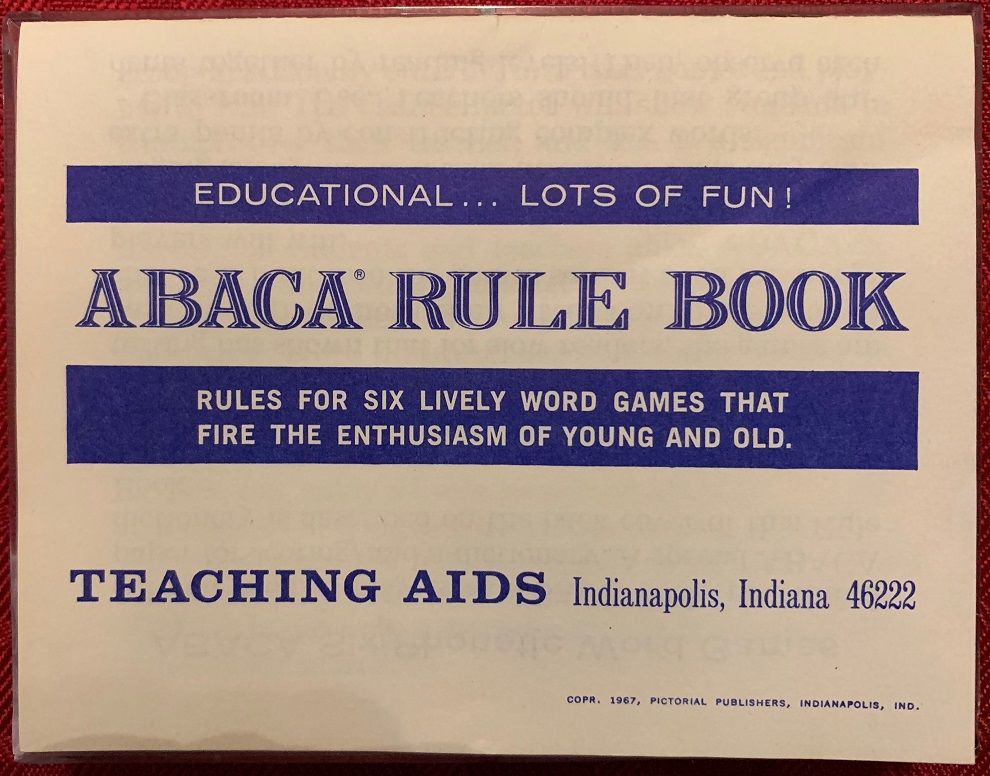 EDUCATIONAL... LOTS OF FUN!
ABACA® RULE BOOK
RULES FOR SIX LIVELY WORD GAMES THAT
FIRE THE ENTHUSIASM OF YOUNG AND OLD.
TEACHING AIDS Indianapolis, Indiana 46222
COPR. 1967, PICTORIAL PUBLISHERS, INDIANAPOLIS, IND.